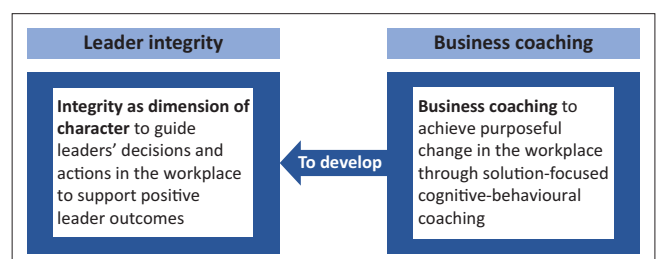 Leader integrity
Business coaching
Integrity as dimension of
character to guide
leaders' decisions and
actions in the workplace
to support positive
leader outcomes
To develop
Business coaching to
achieve purposeful
change in the workplace
through solution-focused
cognitive-behavioural
coaching